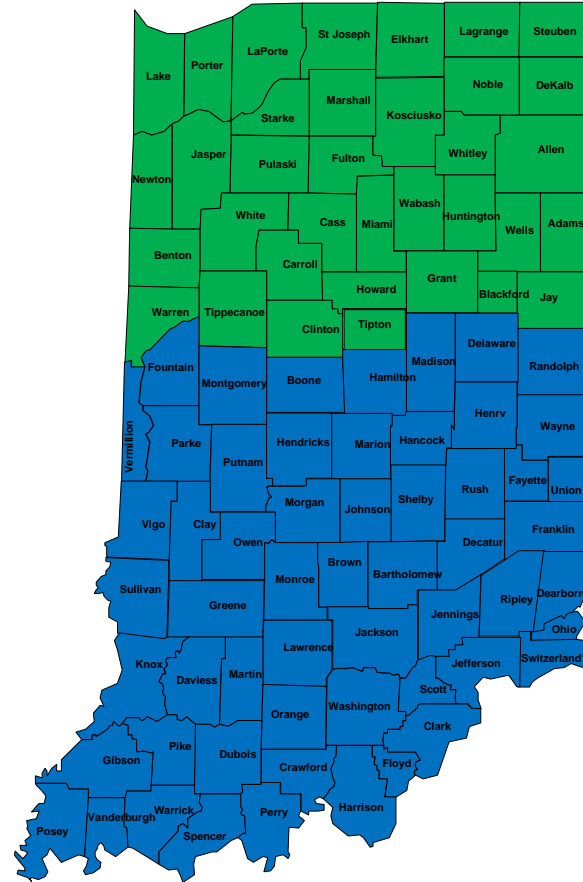 St Joseph
Lagrange
Steuben
Elkhart
LaPorte
Porter
Lake
Noble
DeKalb
Marshall
Kosciusko
Starke
Allen
Jasper
Fulton
Whitley
Pulaski
Newton
Wabash
White
Huntington
Cass
Miami
Adams
Wells
Benton
Carroll
Grant
Howard
Blackford
Jay
Warren
Tippecanoe
Tipton
Clinton
Delaware
Madison
Randolph
Fountain
Boone
Hamilton
Montgomery
Henrv
Wayne
Vermillion
Parke
Hendricks
Marion
Hancock
Putnam
Fayette
Rush
Union
Morgan
Shelby
Johnson
Vigo
Clay
Franklin
Owen
Decatur
Brown
Monroe
Bartholomew
Sullivan
Dearborn
Ripley
Greene
Jennings
Ohio
Jackson
Lawrence
Switzerland
Knox
Jefferson
Martin
Daviess
Scott
Washington
Orange
Clark
Pike
Dubois
Gibson
Floyd
Crawford
Harrison
Warrick
Perry
Vanderburgh
Posey
Spencer